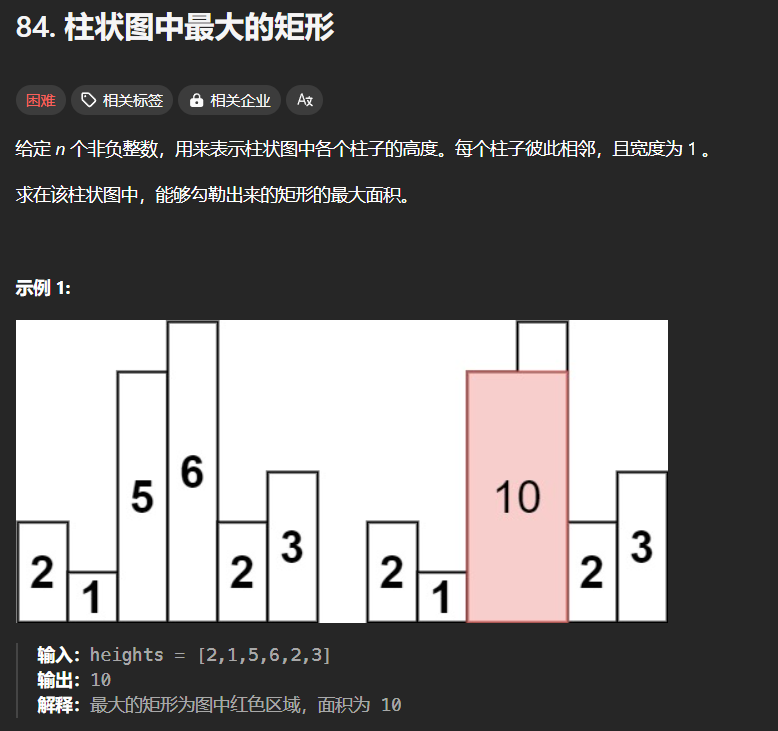 84. 柱状图中最大的矩形
困难 相关标签 相关企业 A文
给定 n 个非负整数，用来表示柱状图中各个柱子的高度。每个柱子彼此相邻，且宽度为 1 。
求在该柱状图中，能够勾勒出来的矩形的最大面积。
示例 1:
2 1 5 6 2 3 2 1 10 2 3
输入：heights = [2,1,5,6,2,3]
输出：10
解释：最大的矩形为图中红色区域，面积为 10